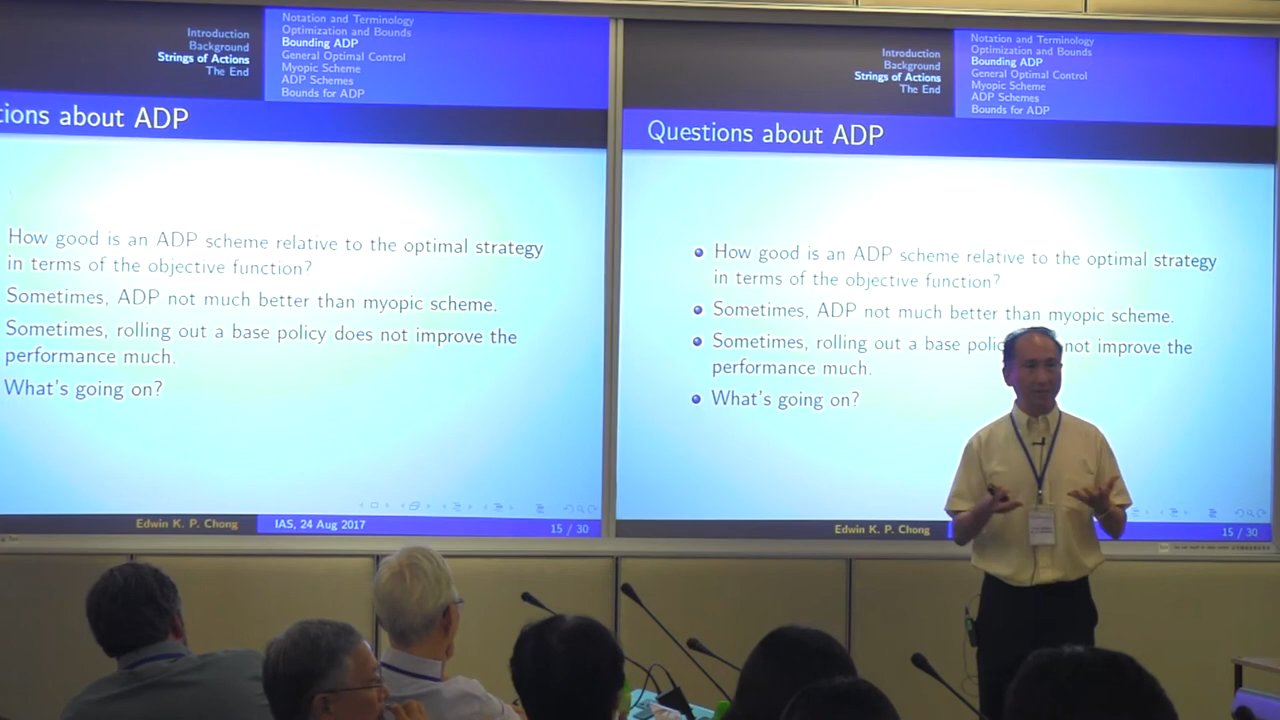 Introduction
Background
Strings of Actions
The End
Notation and Terminology
Optimization and Bounds
Bounding ADP
General Optimal Control
Myopic Scheme
ADP Schemes
Bounds for ADP
tions about ADP
How good is an ADP scheme relative to the optimal strategy
in terms of the objective function?
Sometimes, ADP not much better than myopic scheme.
Sometimes, rolling out a base policy does not improve the
performance much.
What's going on?
Edwin K. P. Chong
IAS, 24 Aug 2017
15 / 30
Introduction
Background
Strings of Actions
The End
Notation and Terminology
Optimization and Bounds
Bounding ADP
General Optimal Control
Myopic Scheme
ADP Schemes
Bounds for ADP
Questions about ADP
How good is an ADP scheme relative to the optimal strategy
in terms of the objective function?
Sometimes, ADP not much better than myopic scheme.
Sometimes, rolling out a base polic not improve the
performance much.
What's going on?
Edwin K. P. Chong
15 / 30